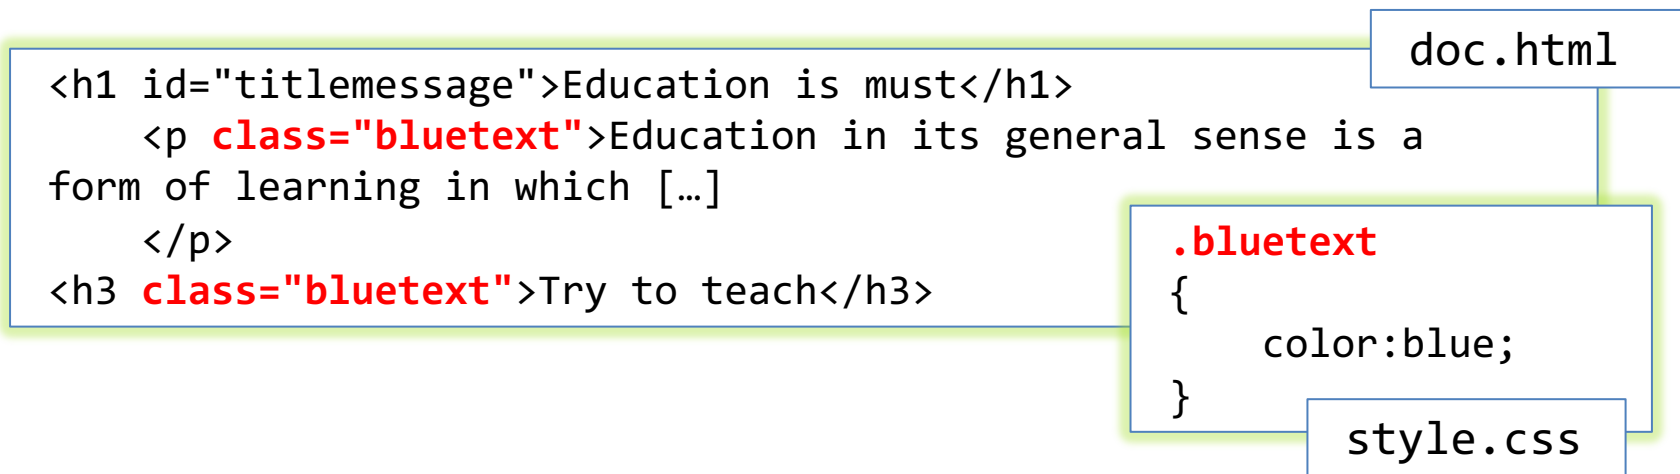 doc.html
<h1 id="titlemessage">Education is must</h1>
    <p class="bluetext">Education in its general sense is a
form of learning in which […]
    </p>
<h3 class="bluetext">Try to teach</h3>
.bluetext
{
    color:blue;
}
style.css